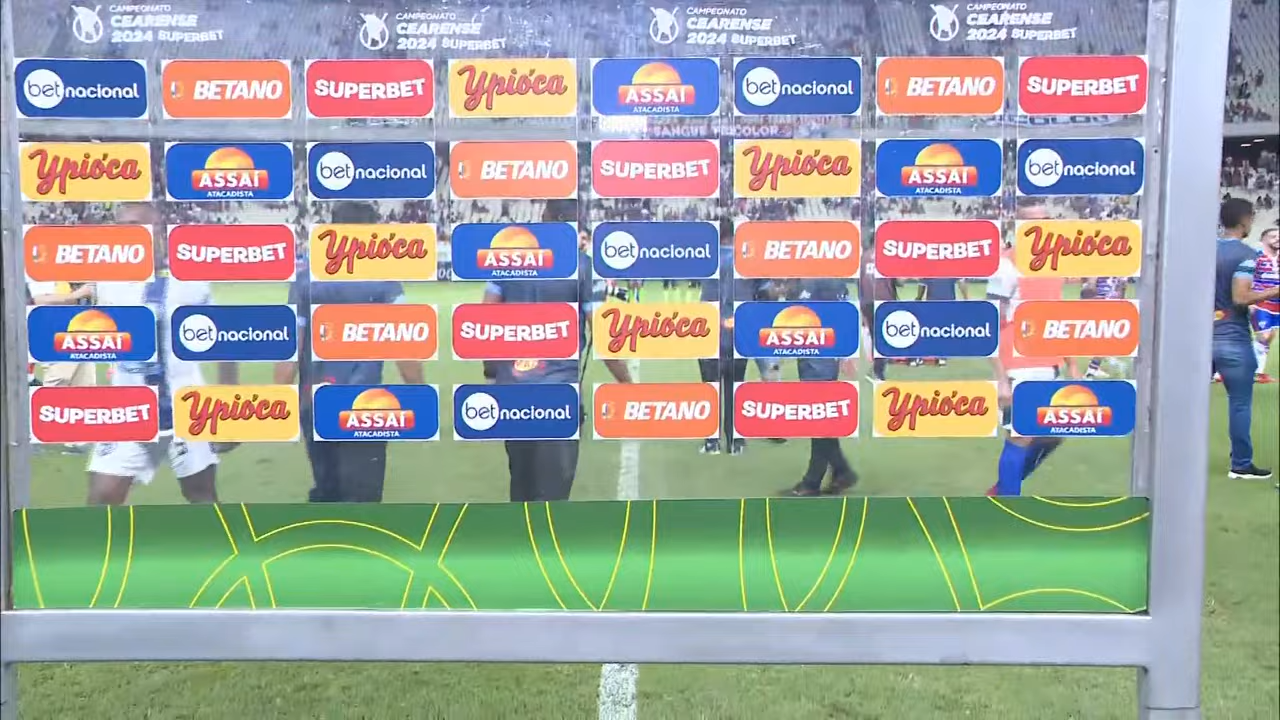 CAMPEONATO
CEARENSE
2024 SUPERBET
CAMPEONATO
CEARENSE
2024 SUPERBET
CAMPEONATO
CEARENSE
2024 SUPERBET
CAMPEONATO
CEARENSE
2024 SUPERBET
betnacional BETANO SUPERBET Ypióca ASSAÍ ATACADISTA betnacional BETANO SUPERBET
SANGUE TRICOLOR
Ypióca ASSAÍ ATACADISTA betnacional BETANO SUPERBET Ypióca ASSAÍ ATACADISTA betnacional
BETANO SUPERBET Ypióca ASSAÍ ATACADISTA betnacional BETANO SUPERBET Ypióca
ASSAÍ ATACADISTA betnacional BETANO SUPERBET Ypióca ASSAÍ ATACADISTA betnacional BETANO
SUPERBET Ypióca ASSAÍ ATACADISTA betnacional BETANO SUPERBET Ypióca ASSAÍ ATACADISTA